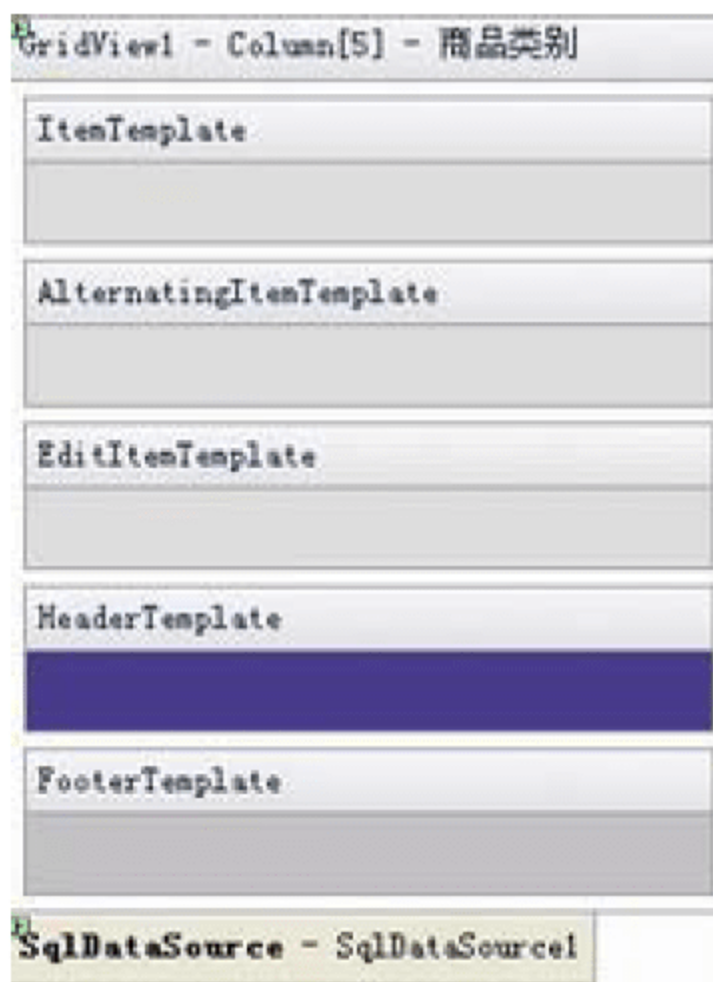 GridView1 - Column[5] - 商品类别
ItemTemplate
AlternatingItemTemplate
EditItemTemplate
HeaderTemplate
FooterTemplate
SqlDataSource - SqlDataSource1